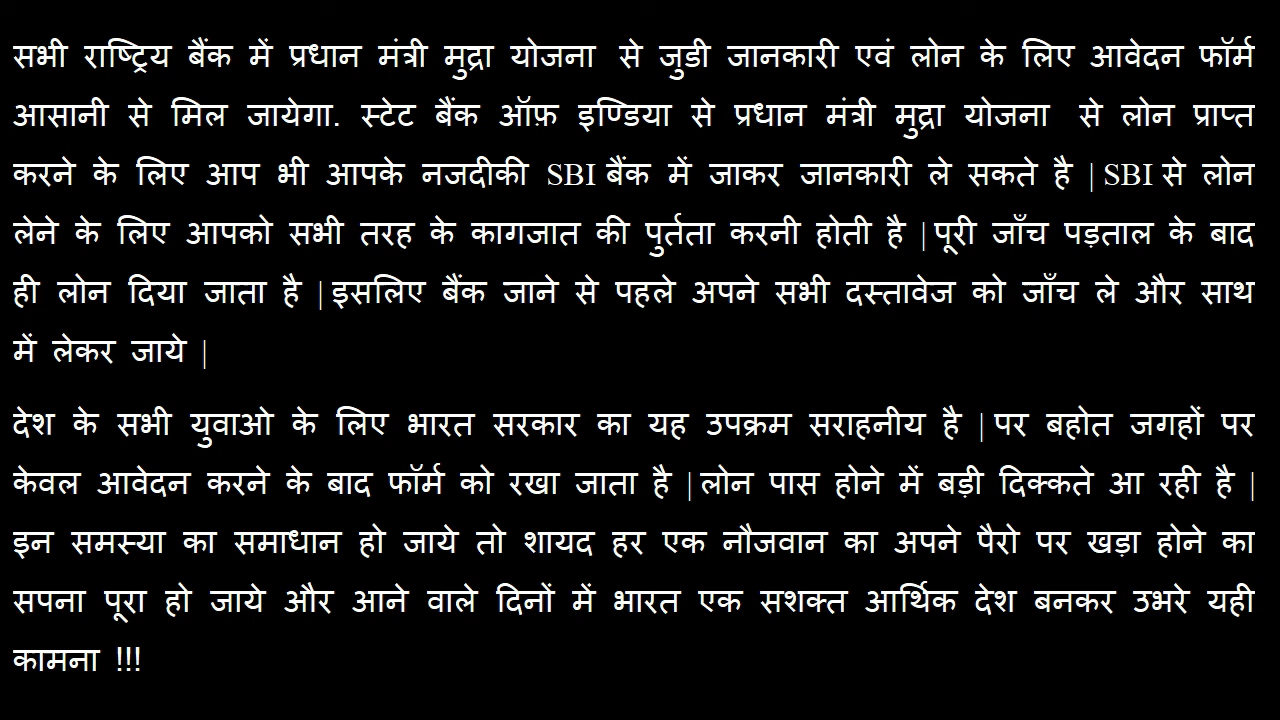 सभी राष्ट्रिय बैंक में प्रधान मंत्री मुद्रा योजना से जुडी जानकारी एवं लोन के लिए आवेदन फॉर्म
आसानी से मिल जायेगा. स्टेट बैंक ऑफ़ इण्डिया से प्रधान मंत्री मुद्रा योजना से लोन प्राप्त
करने के लिए आप भी आपके नजदीकी SBI बैंक में जाकर जानकारी ले सकते है | SBI से लोन
लेने के लिए आपको सभी तरह के कागजात की पुर्तता करनी होती है | पूरी जाँच पड़ताल के बाद
ही लोन दिया जाता है | इसलिए बैंक जाने से पहले अपने सभी दस्तावेज को जाँच ले और साथ
में लेकर जाये |
देश के सभी युवाओ के लिए भारत सरकार का यह उपक्रम सराहनीय है | पर बहोत जगहों पर
केवल आवेदन करने के बाद फॉर्म को रखा जाता है | लोन पास होने में बड़ी दिक्कते आ रही है |
इन समस्या का समाधान हो जाये तो शायद हर एक नौजवान का अपने पैरो पर खड़ा होने का
सपना पूरा हो जाये और आने वाले दिनों में भारत एक सशक्त आर्थिक देश बनकर उभरे यही
कामना !!!